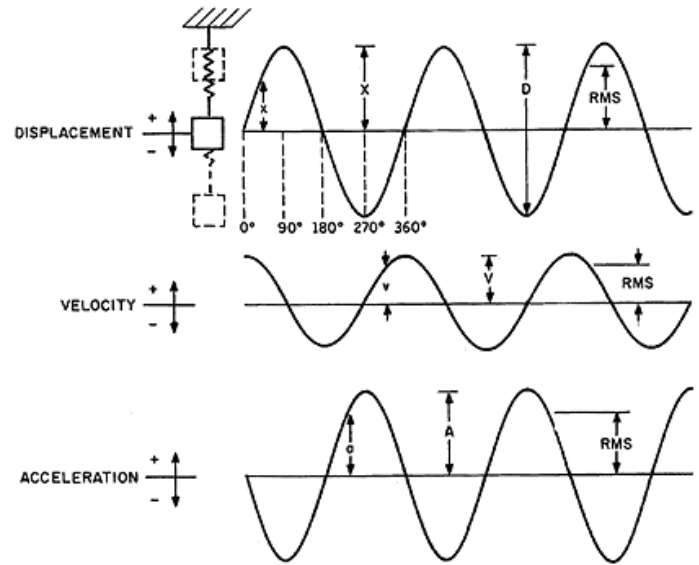 +
DISPLACEMENT
−
x
X
D
RMS
0° 90° 180° 270° 360°
+
VELOCITY
−
v
V
RMS
+
ACCELERATION
−
a
A
RMS